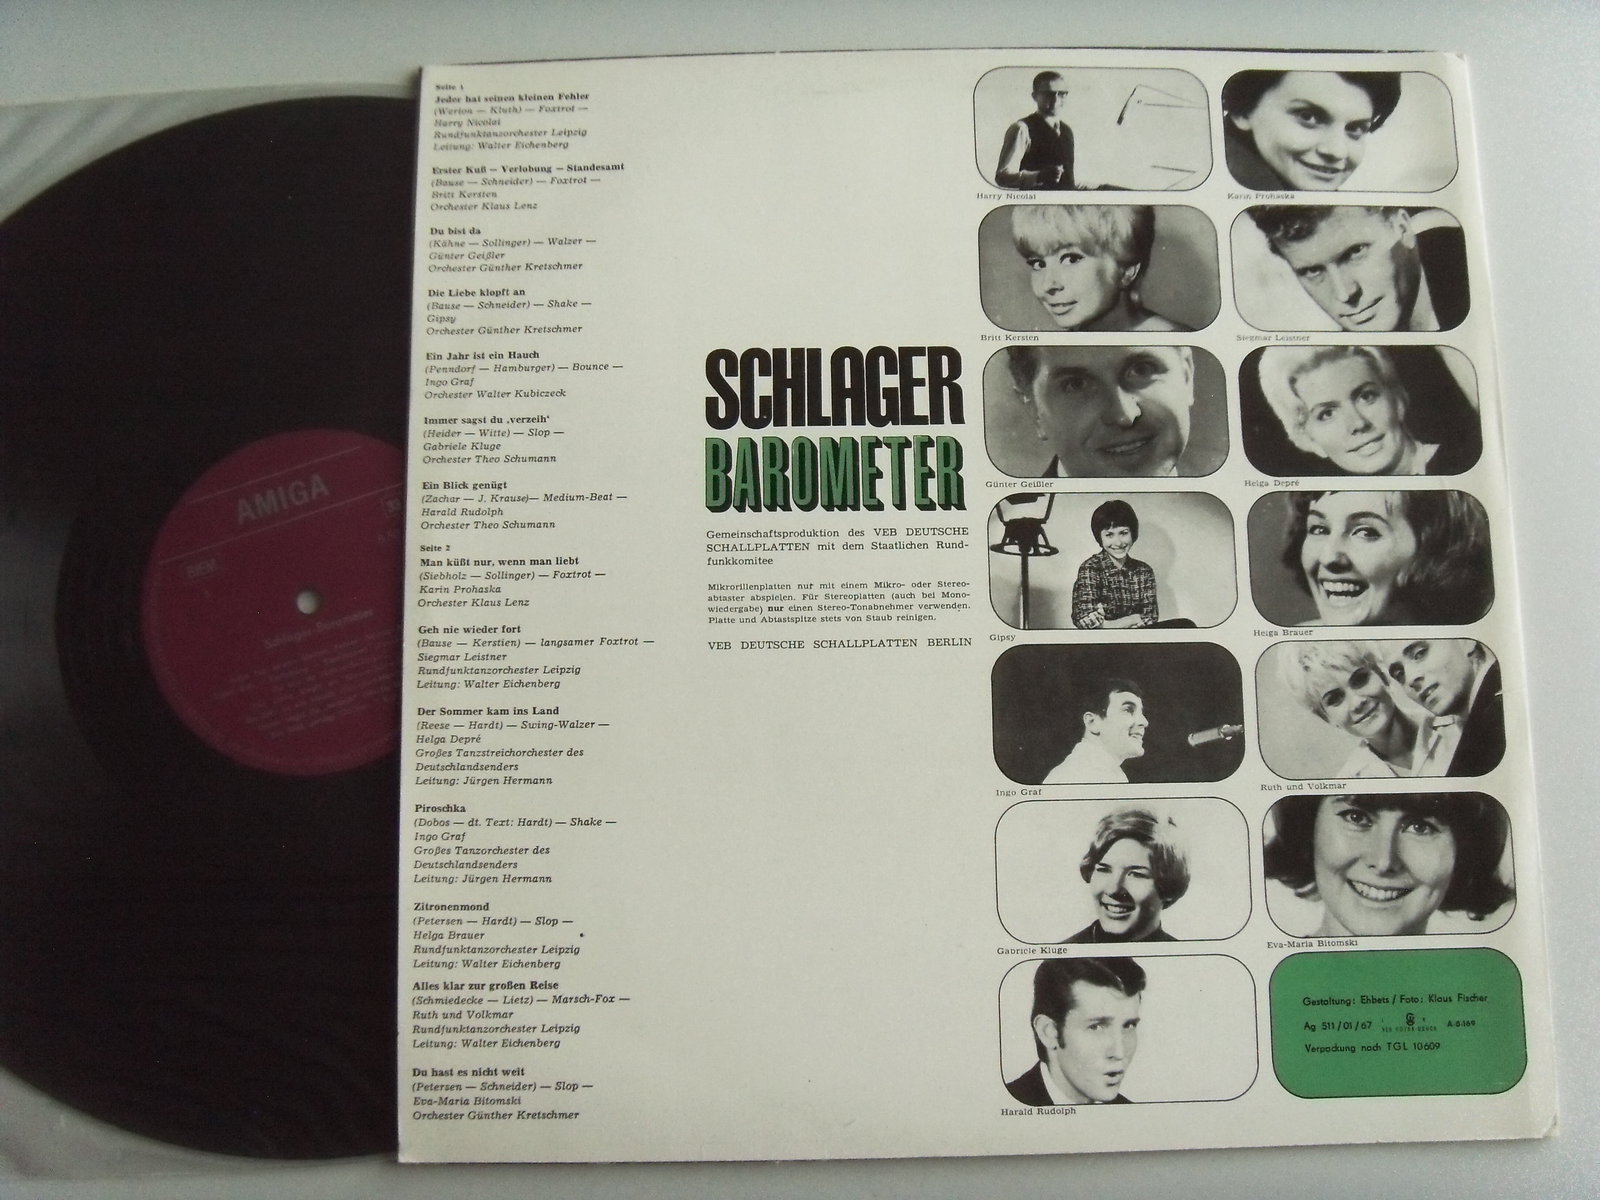 Seite 1
Jeder hat seinen kleinen Fehler
(Werion — Kluth) — Foxtrot —
Harry Nicolai
Rundfunktanzorchester Leipzig
Leitung: Walter Eichenberg
Erster Kuß — Verlobung — Standesamt
(Bause — Schneider) — Foxtrot —
Britt Kersten
Orchester Klaus Lenz
Du bist da
(Kähne — Sollinger) — Walzer —
Günter Geißler
Orchester Günther Kretschmer
Die Liebe klopft an
(Bause — Schneider) — Shake —
Gipsy
Orchester Günther Kretschmer
Ein Jahr ist ein Hauch
(Penndorf — Hamburger) — Bounce —
Ingo Graf
Orchester Walter Kubiczeck
Immer sagst du ‚verzeih‘
(Heider — Witte) — Slop —
Gabriele Kluge
Orchester Theo Schumann
Ein Blick genügt
(Zachar — J. Krause)— Medium-Beat —
Harald Rudolph
Orchester Theo Schumann
Seite 2
Man küßt nur, wenn man liebt
(Siebholz — Sollinger) — Foxtrot —
Karin Prohaska
Orchester Klaus Lenz
Geh nie wieder fort
(Bause — Kerstien) — langsamer Foxtrot —
Siegmar Leistner
Rundfunktanzorchester Leipzig
Leitung: Walter Eichenberg
Der Sommer kam ins Land
(Reese — Hardt) — Swing-Walzer —
Helga Depré
Großes Tanzstreichorchester des
Deutschlandsenders
Leitung: Jürgen Hermann
Piroschka
(Dobos — dt. Text: Hardt) — Shake —
Ingo Graf
Großes Tanzorchester des
Deutschlandsenders
Leitung: Jürgen Hermann
Zitronenmond
(Petersen — Hardt) — Slop —
Helga Brauer
Rundfunktanzorchester Leipzig
Leitung: Walter Eichenberg
Alles klar zur großen Reise
(Schmiedecke — Lietz) — Marsch-Fox —
Ruth und Volkmar
Rundfunktanzorchester Leipzig
Leitung: Walter Eichenberg
Du hast es nicht weit
(Petersen — Schneider) — Slop —
Eva-Maria Bitomski
Orchester Günther Kretschmer
SCHLAGER
BAROMETER
Gemeinschaftsproduktion des VEB DEUTSCHE
SCHALLPLATTEN mit dem Staatlichen Rund-
funkkomitee
Mikrorillenplatten nur mit einem Mikro- oder Stereo-
abtaster abspielen. Für Stereoplatten (auch bei Mono-
wiedergabe) nur einen Stereo-Tonabnehmer verwenden.
Platte und Abtastspitze stets von Staub reinigen.
VEB DEUTSCHE SCHALLPLATTEN BERLIN
Harry Nicolai
Karin Prohaska
Britt Kersten
Siegmar Leistner
Günter Geißler
Helga Depré
Gipsy
Helga Brauer
Ingo Graf
Ruth und Volkmar
Gabriele Kluge
Eva-Maria Bitomski
Harald Rudolph
Gestaltung: Ehbets / Foto: Klaus Fischer
Ag 511/01/67
Verpackung nach TGL 10609
AMIGA
Schlager-Barometer